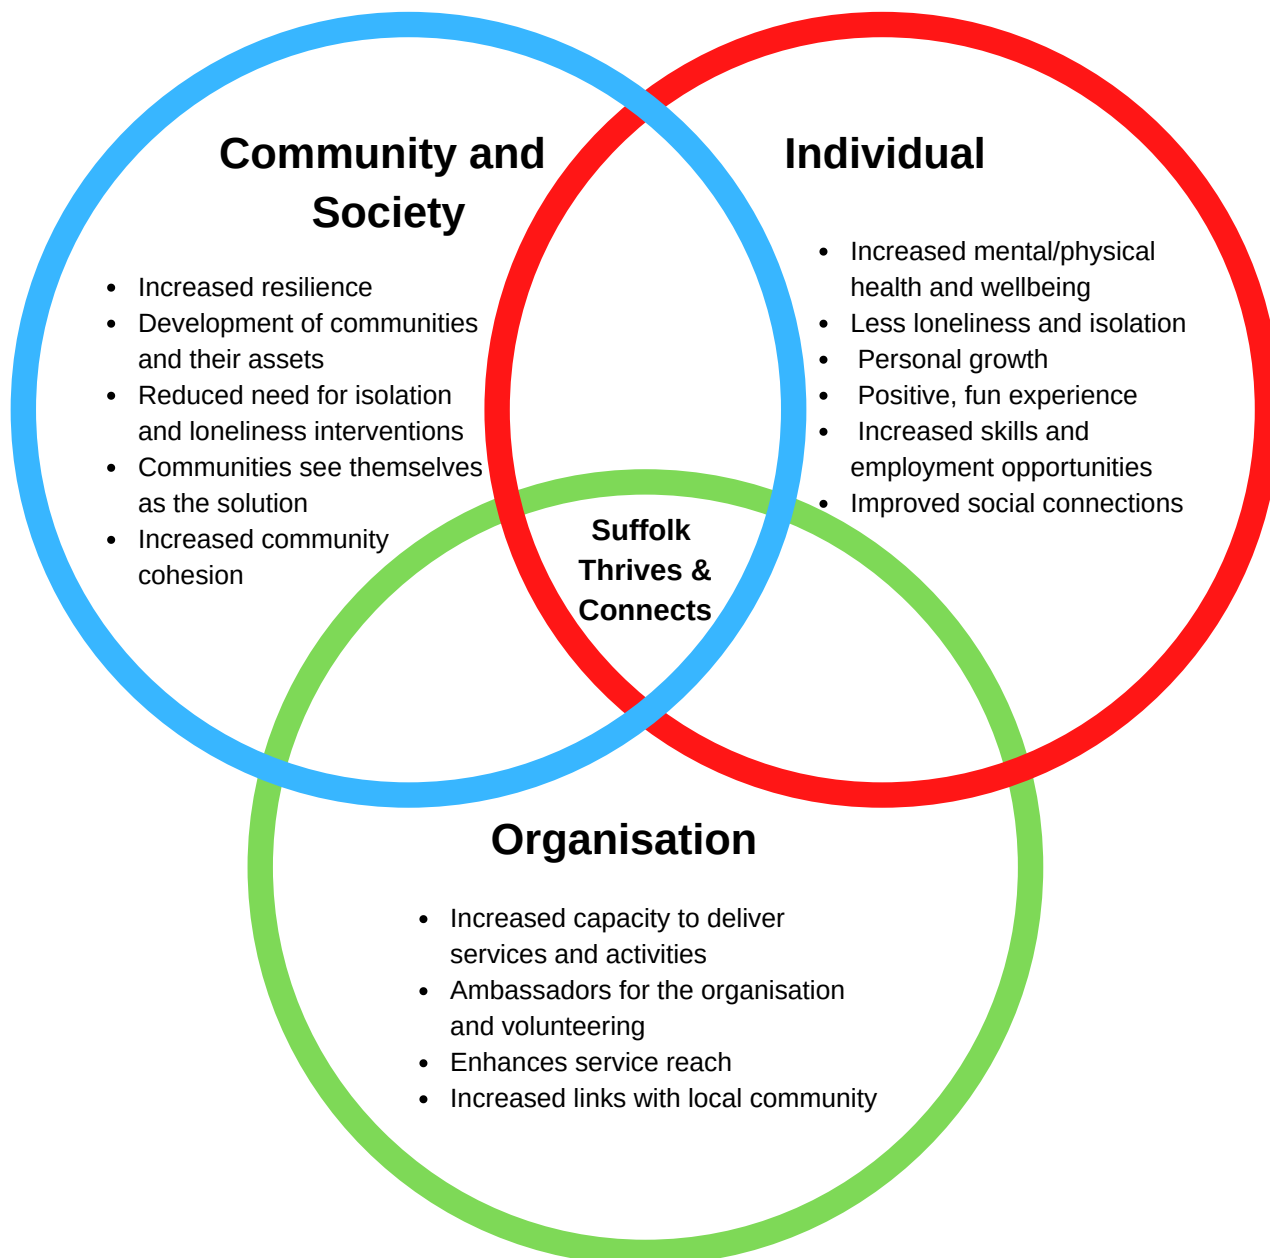 Community and
Society
• Increased resilience
• Development of communities
and their assets
• Reduced need for isolation
and loneliness interventions
• Communities see themselves
as the solution
• Increased community
cohesion
Individual
• Increased mental/physical
health and wellbeing
• Less loneliness and isolation
• Personal growth
• Positive, fun experience
• Increased skills and
employment opportunities
• Improved social connections
Suffolk
Thrives &
Connects
Organisation
• Increased capacity to deliver
services and activities
• Ambassadors for the organisation
and volunteering
• Enhances service reach
• Increased links with local community